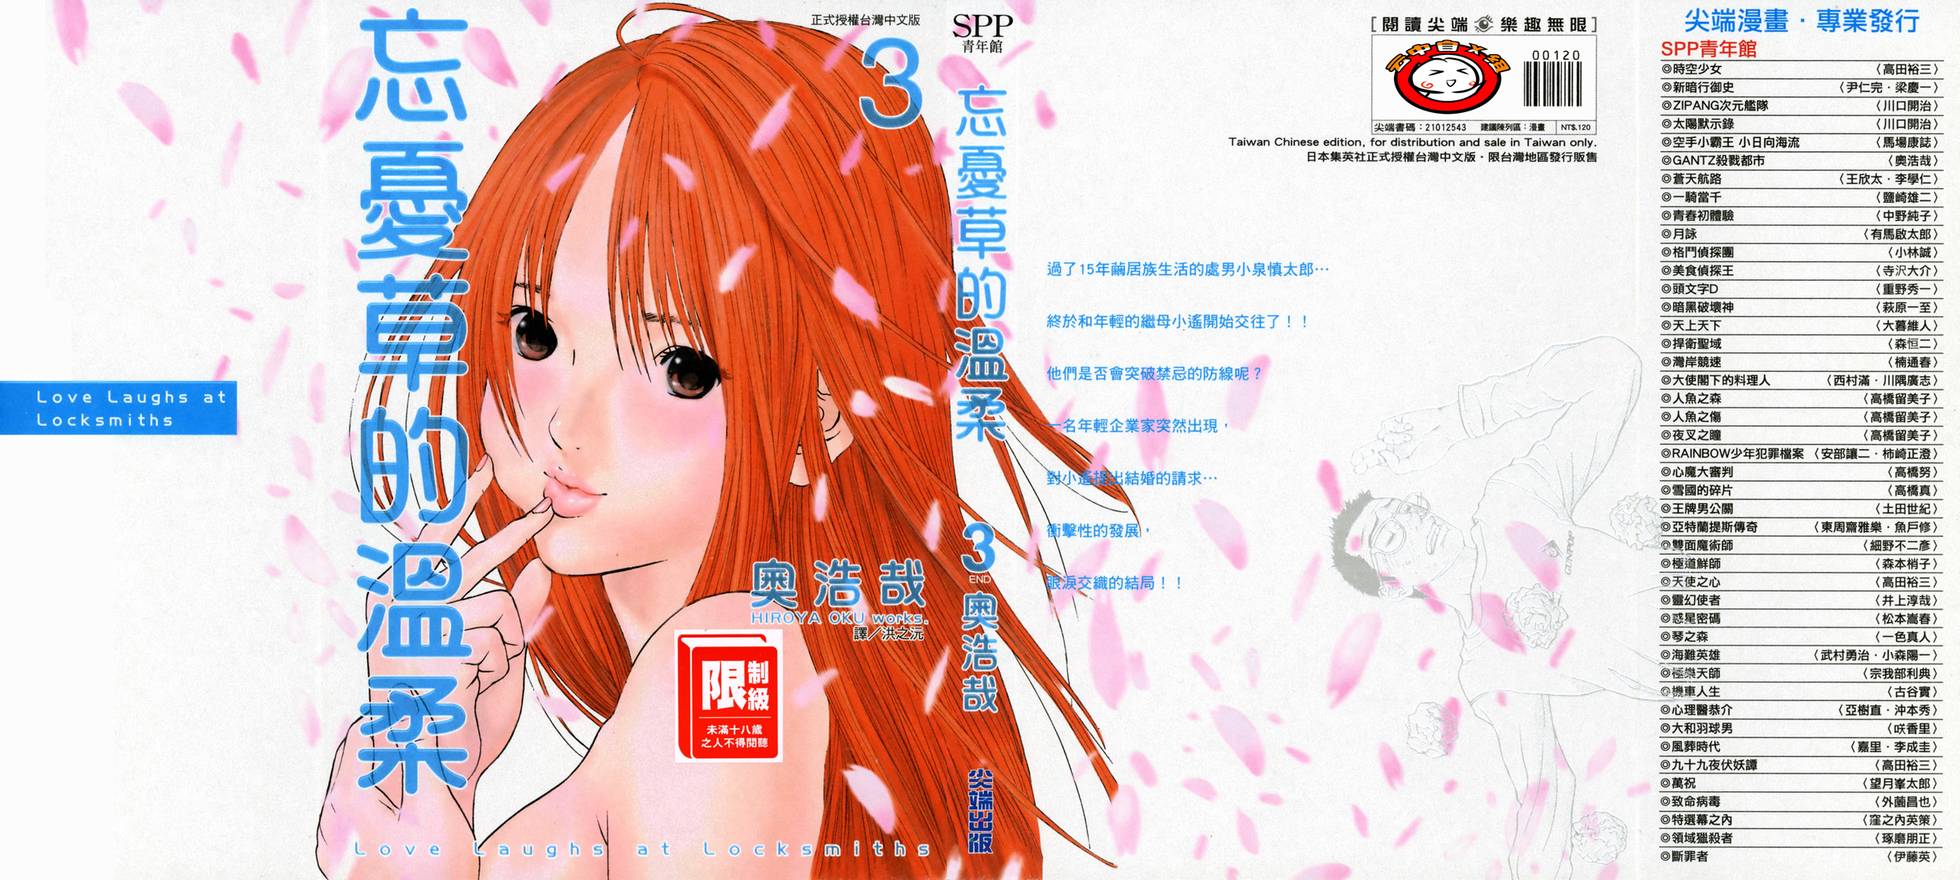 Love Laughs at
Locksmiths
忘憂草的溫柔
正式授權台灣中文版
3
奧浩哉
HIROYA OKU works.
譯／洪之沅
限制級
未滿十八歲
之人不得閱聽
Love Laughs at Locksmiths
SPP
青年館
忘憂草的溫柔
3
END
奧浩哉
尖端出版
[閱讀尖端 樂趣無限]
00120
尖端書碼：21012543 建議陳列區：漫畫 NT$.120
Taiwan Chinese edition, for distribution and sale in Taiwan only.
日本集英社正式授權台灣中文版・限台灣地區發行販售
過了15年繭居族生活的處男小泉慎太郎…
終於和年輕的繼母小遙開始交往了！！
他們是否會突破禁忌的防線呢？
一名年輕企業家突然出現，
對小遙提出結婚的請求…
衝擊性的發展，
眼淚交織的結局！！
尖端漫畫・專業發行
SPP青年館
◎時空少女〈高田裕三〉
◎新暗行御史〈尹仁完・梁慶一〉
◎ZIPANG次元艦隊〈川口開治〉
◎太陽默示錄〈川口開治〉
◎空手小霸王 小日向海流〈馬場康誌〉
◎GANTZ殺戮都市〈奧浩哉〉
◎蒼天航路〈王欣太・李學仁〉
◎一騎當千〈鹽崎雄二〉
◎青春初體驗〈中野純子〉
◎月詠〈有馬啟太郎〉
◎格鬥偵探團〈小林誠〉
◎美食偵探王〈寺沢大介〉
◎頭文字D〈重野秀一〉
◎暗黑破壞神〈萩原一至〉
◎天上天下〈大暮維人〉
◎捍衛聖域〈森恒二〉
◎灣岸競速〈楠通春〉
◎大使閣下的料理人〈西村滿・川隅廣志〉
◎人魚之森〈高橋留美子〉
◎人魚之傷〈高橋留美子〉
◎夜叉之瞳〈高橋留美子〉
◎RAINBOW少年犯罪檔案〈安部讓二・柿崎正澄〉
◎心魔大審判〈高橋努〉
◎雪國的碎片〈高橋真〉
◎王牌男公關〈土田世紀〉
◎亞特蘭提斯傳奇〈東周齋雅樂・魚戶修〉
◎雙面魔術師〈細野不二彥〉
◎極道鮮師〈森本梢子〉
◎天使之心〈高田裕三〉
◎靈幻使者〈井上淳哉〉
◎惑星密碼〈松本嵩春〉
◎琴之森〈一色真人〉
◎海難英雄〈武村勇治・小森陽一〉
◎極樂天師〈宗我部利典〉
◎機車人生〈古谷實〉
◎心理醫恭介〈亞樹直・沖本秀〉
◎大和羽球男〈咲香里〉
◎風葬時代〈嘉里・李成圭〉
◎九十九夜伏妖譚〈高田裕三〉
◎萬祝〈望月峯太郎〉
◎致命病毒〈外薗昌也〉
◎特選幕之內〈窪之內英策〉
◎領域獵殺者〈琢磨朋正〉
◎斷罪者〈伊藤英〉